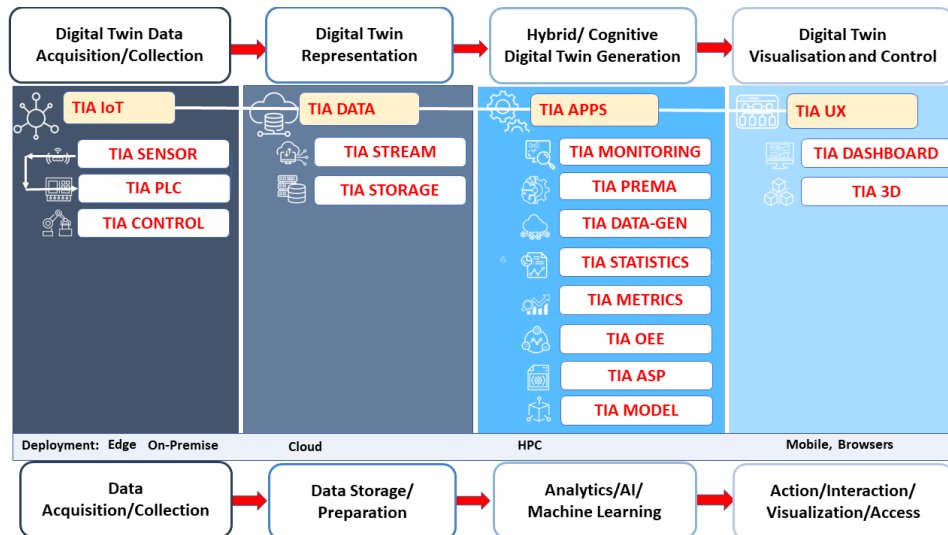 Digital Twin Data
Acquisition/Collection
Digital Twin
Representation
Hybrid/ Cognitive
Digital Twin Generation
Digital Twin
Visualisation and Control
TIA IoT
TIA SENSOR
TIA PLC
TIA CONTROL
TIA DATA
TIA STREAM
TIA STORAGE
TIA APPS
TIA MONITORING
TIA PREMA
TIA DATA-GEN
TIA STATISTICS
TIA METRICS
TIA OEE
TIA ASP
TIA MODEL
TIA UX
TIA DASHBOARD
TIA 3D
Deployment: Edge On-Premise
Cloud
HPC
Mobile, Browsers
Data
Acquisition/Collection
Data Storage/
Preparation
Analytics/AI/
Machine Learning
Action/Interaction/
Visualization/Access